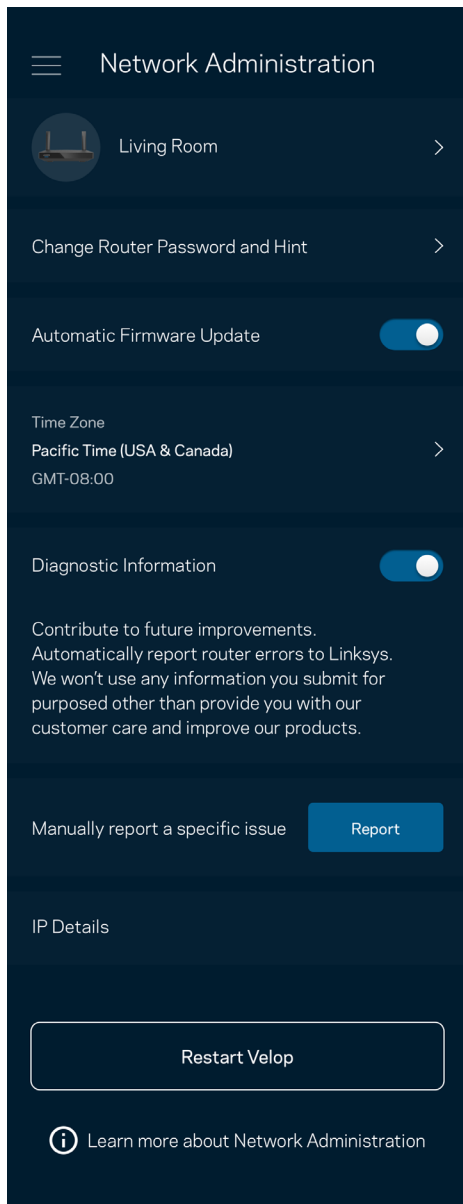 Network Administration
Living Room
Change Router Password and Hint
Automatic Firmware Update
Time Zone
Pacific Time (USA & Canada)
GMT-08:00
Diagnostic Information
Contribute to future improvements.
Automatically report router errors to Linksys.
We won’t use any information you submit for
purposed other than provide you with our
customer care and improve our products.
Manually report a specific issue
Report
IP Details
Restart Velop
Learn more about Network Administration